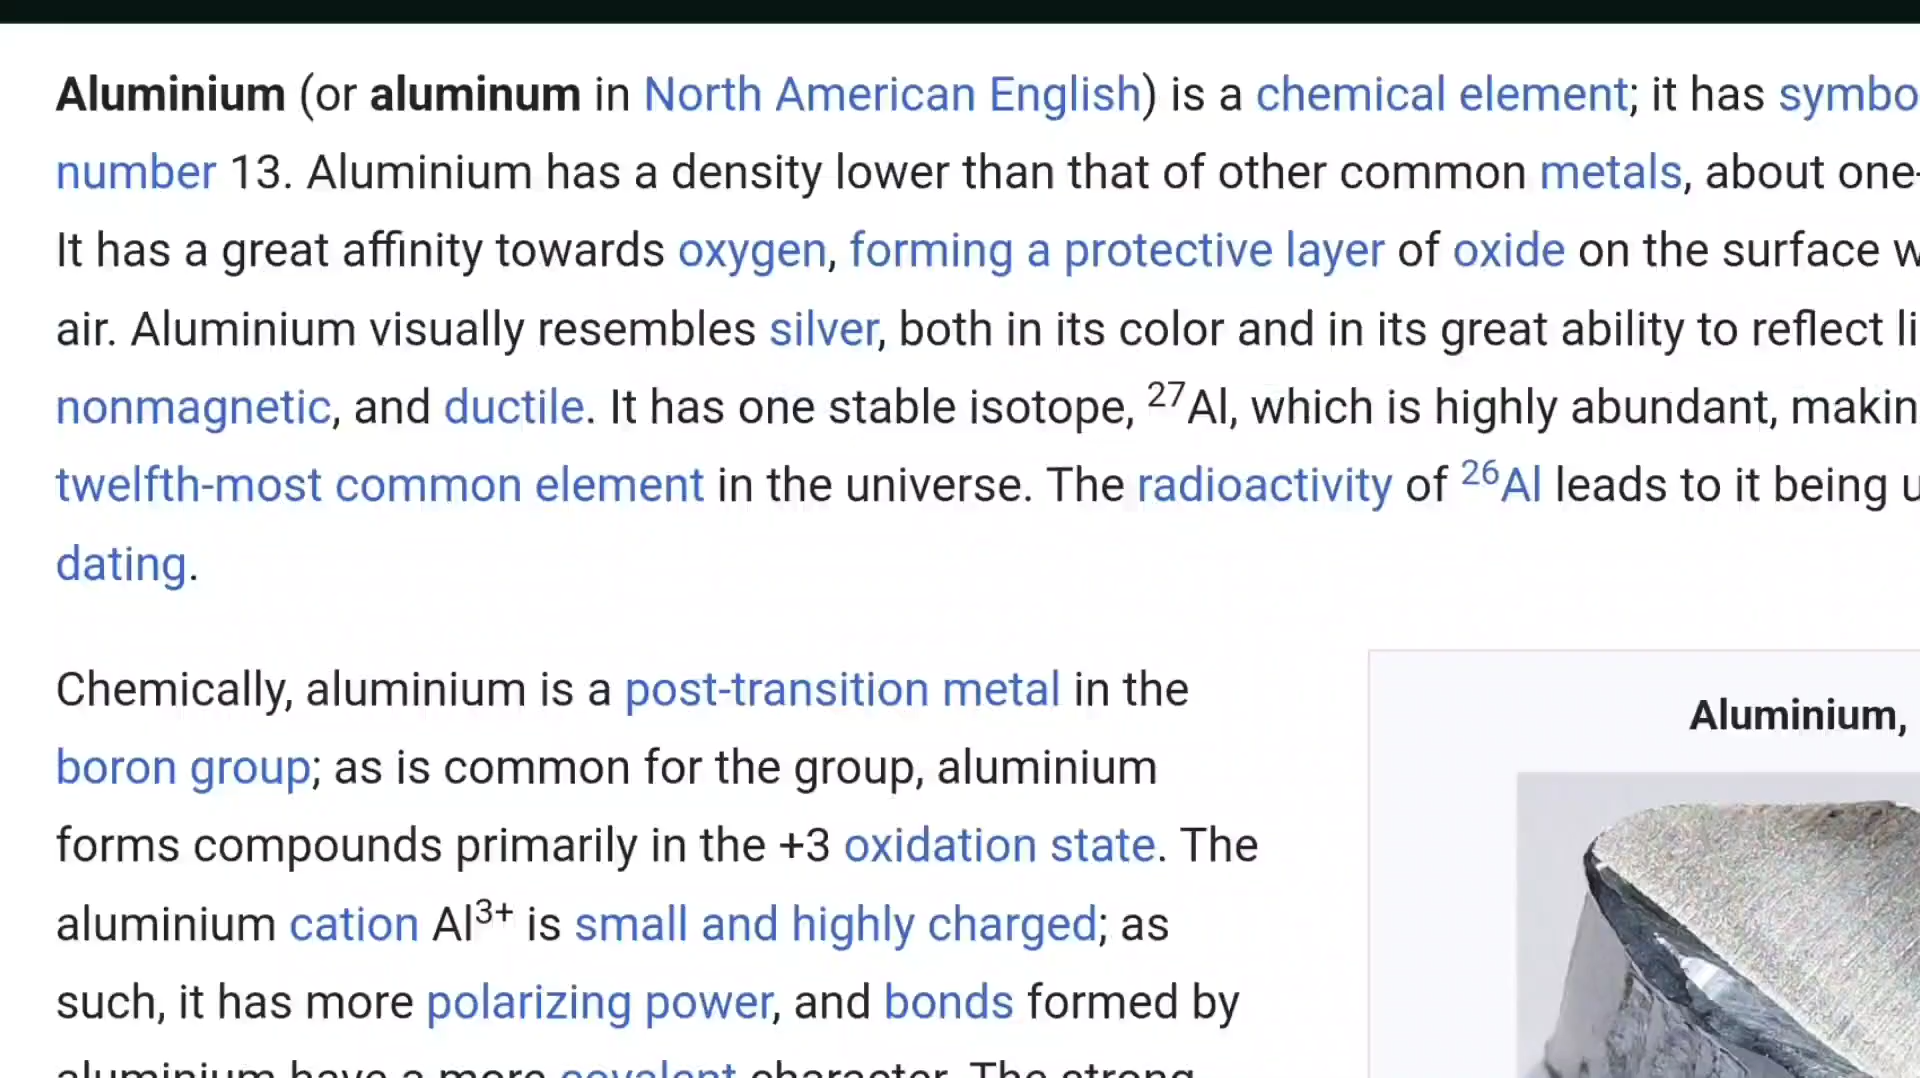 Aluminium (or aluminum in North American English) is a chemical element; it has symbo
number 13. Aluminium has a density lower than that of other common metals, about one-
It has a great affinity towards oxygen, forming a protective layer of oxide on the surface w
air. Aluminium visually resembles silver, both in its color and in its great ability to reflect li
nonmagnetic, and ductile. It has one stable isotope, ²⁷Al, which is highly abundant, makin
twelfth-most common element in the universe. The radioactivity of ²⁶Al leads to it being u
dating.
Chemically, aluminium is a post-transition metal in the
boron group; as is common for the group, aluminium
forms compounds primarily in the +3 oxidation state. The
aluminium cation Al³⁺ is small and highly charged; as
such, it has more polarizing power, and bonds formed by
aluminium have a more covalent character. The strong
Aluminium,